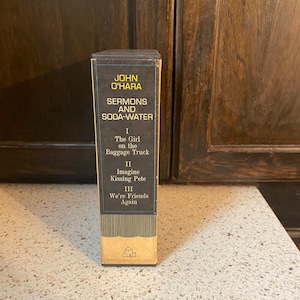 JOHN
O'HARA
SERMONS
AND
SODA-WATER
I
The Girl
on the
Baggage Truck
II
Imagine
Kissing Pete
III
We're Friends
Again